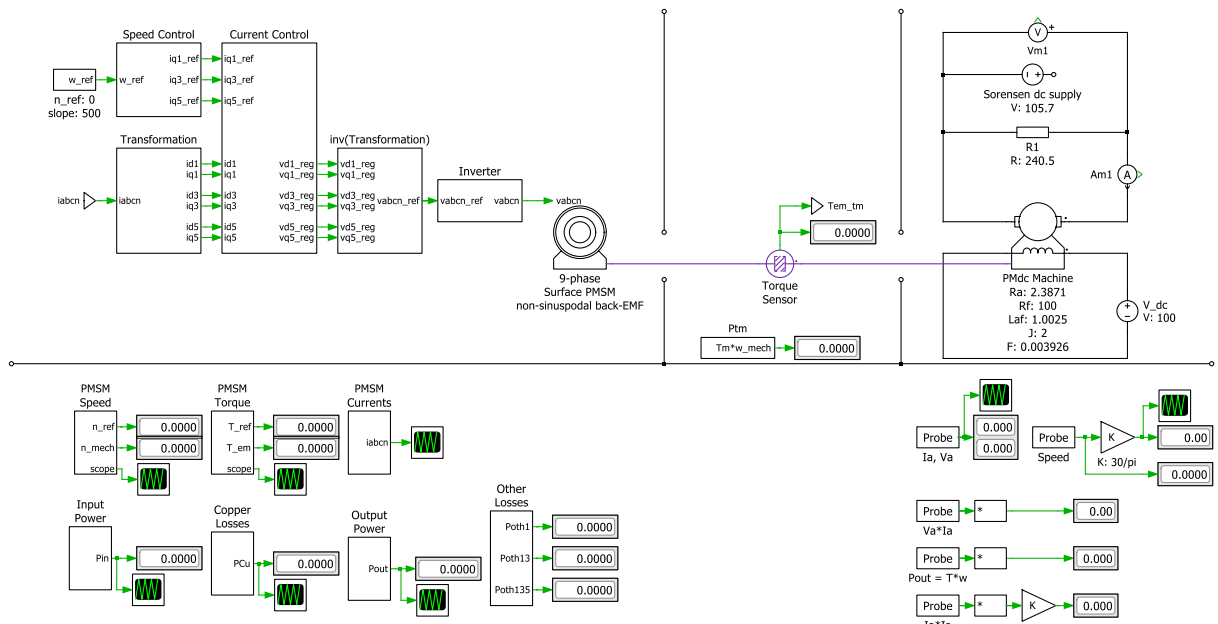 Speed Control
Current Control
w_ref
w_ref
iq1_ref
iq3_ref
iq5_ref
iq1_ref
iq3_ref
iq5_ref
n_ref: 0
slope: 500
Transformation
iabcn
iabcn
id1
iq1
id3
iq3
id5
iq5
id1
iq1
id3
iq3
id5
iq5
vd1_reg
vq1_reg
vd3_reg
vq3_reg
vd5_reg
vq5_reg
inv(Transformation)
vd1_reg
vq1_reg
vd3_reg
vq3_reg
vd5_reg
vq5_reg
vabcn_ref
Inverter
vabcn_ref
vabcn
vabcn
9-phase
Surface PMSM
non-sinuspodal back-EMF
Tem_tm
0.0000
Torque
Sensor
Ptm
Tm*w_mech
0.0000
V
+
Vm1
+
Sorensen dc supply
V: 105.7
R1
R: 240.5
Am1
A
PMdc Machine
Ra: 2.3871
Rf: 100
Laf: 1.0025
J: 2
F: 0.003926
+
V_dc
V: 100
PMSM
Speed
n_ref
n_mech
scope
0.0000
0.0000
PMSM
Torque
T_ref
T_em
scope
0.0000
0.0000
PMSM
Currents
iabcn
Input
Power
Pin
0.0000
Copper
Losses
PCu
0.0000
Output
Power
Pout
0.0000
Other
Losses
Poth1
Poth13
Poth135
0.0000
0.0000
0.0000
Probe
Ia, Va
0.000
0.000
Probe
Speed
K
K: 30/pi
0.00
0.0000
Probe
*
0.00
Va*Ia
Probe
*
0.000
Pout = T*w
Probe
*
K
0.000